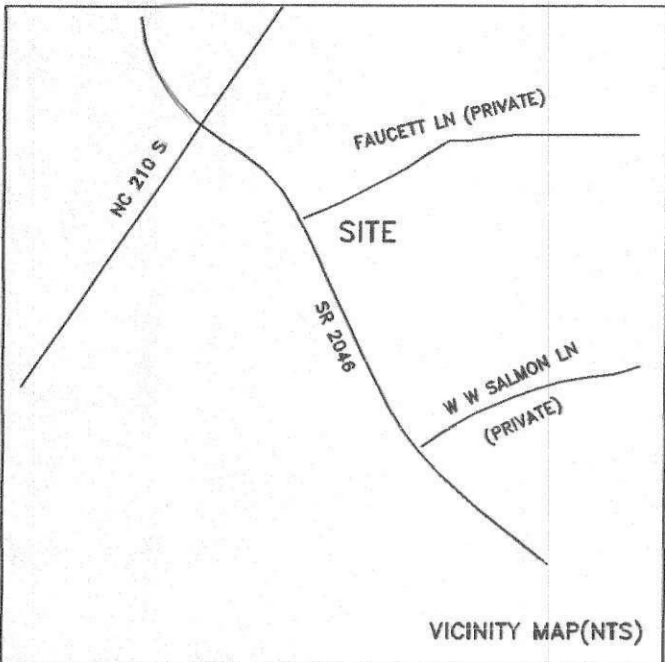 FAUCETT LN (PRIVATE)
NC 210 S
SITE
SR 2046
W W SALMON LN
(PRIVATE)
VICINITY MAP(NTS)